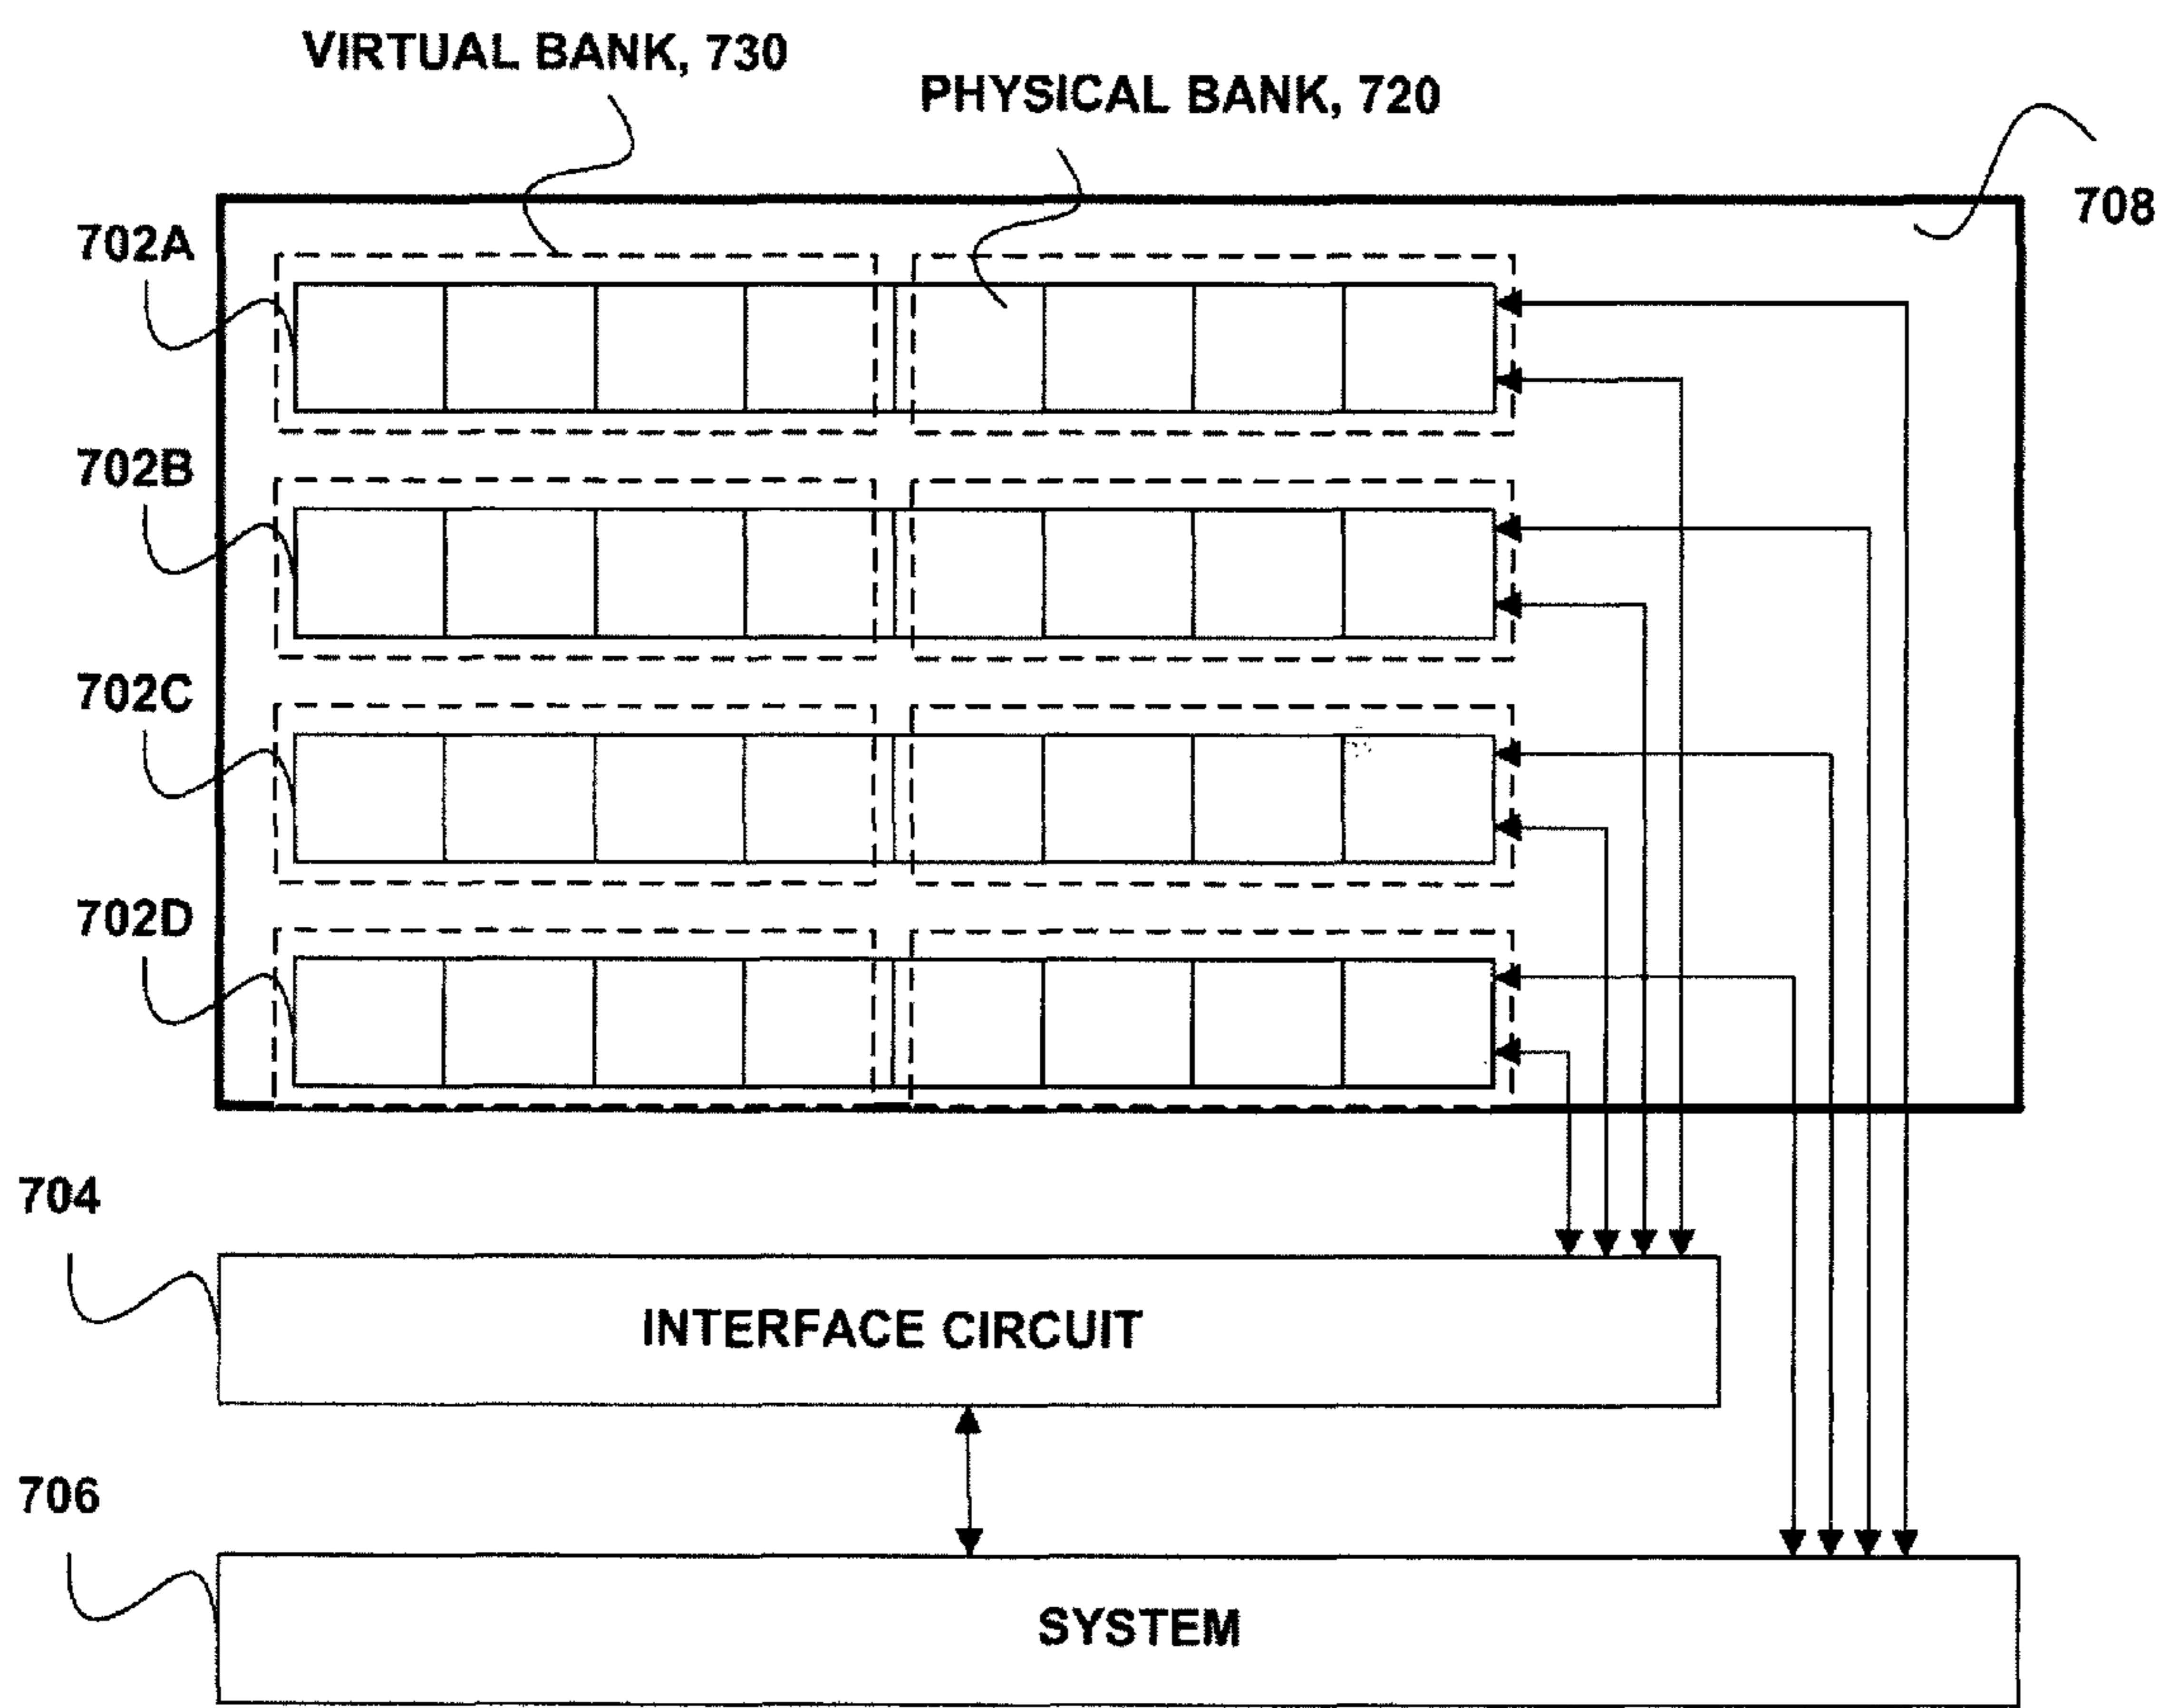 VIRTUAL BANK, 730
PHYSICAL BANK, 720
708
702A
702B
702C
702D
704
INTERFACE CIRCUIT
706
SYSTEM